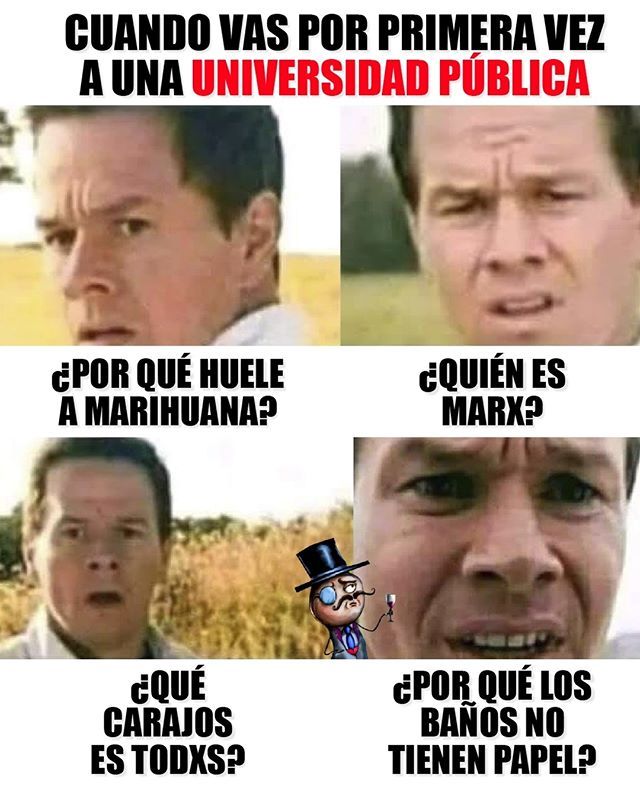 CUANDO VAS POR PRIMERA VEZ
A UNA UNIVERSIDAD PÚBLICA
¿POR QUÉ HUELE
A MARIHUANA?
¿QUIÉN ES
MARX?
¿QUÉ
CARAJOS
ES TODXS?
¿POR QUÉ LOS
BAÑOS NO
TIENEN PAPEL?